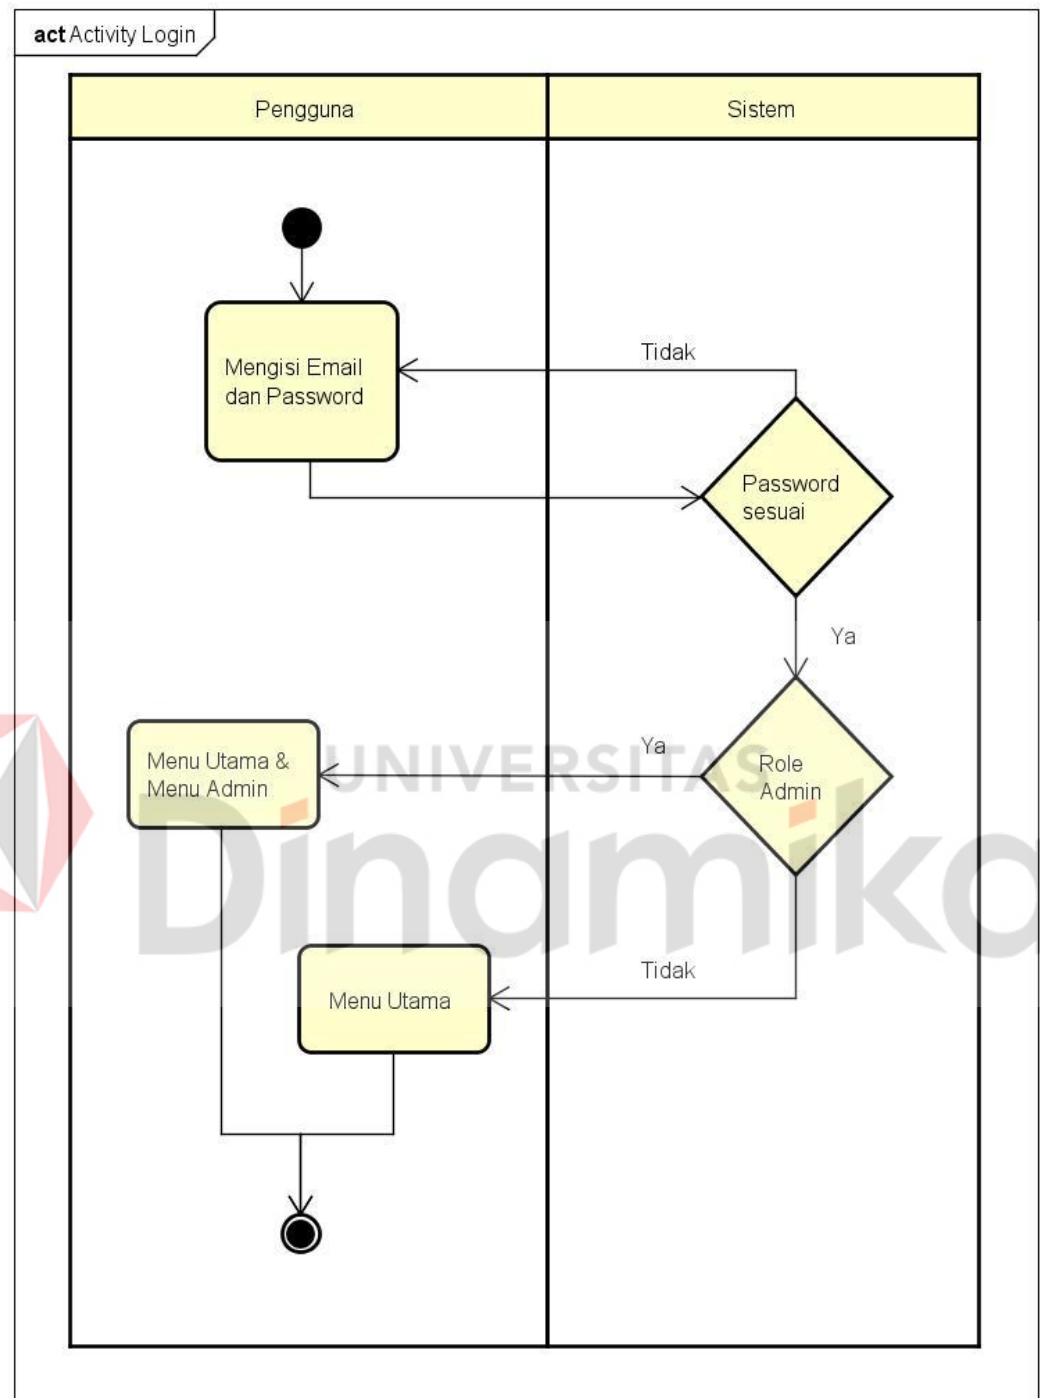 act Activity Login
Pengguna
Sistem
Mengisi Email
dan Password
Tidak
Password
sesuai
Ya
Menu Utama &
Menu Admin
Ya
Role
Admin
UNIVERSITAS
Dinamika
Menu Utama
Tidak